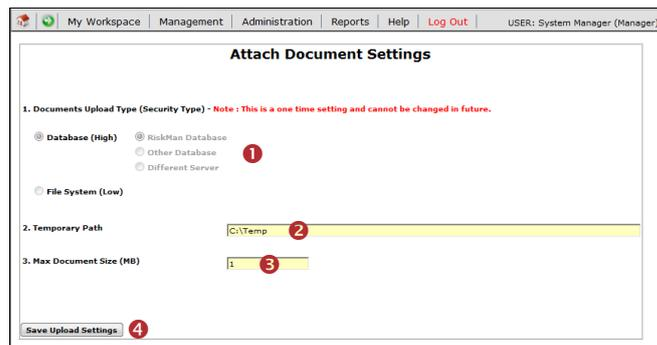 My Workspace | Management | Administration | Reports | Help | Log Out | USER: System Manager (Manager)
Attach Document Settings
1. Documents Upload Type (Security Type) - Note : This is a one time setting and cannot be changed in future.
Database (High) RiskMan Database
Other Database 1
Different Server
File System (Low)
2. Temporary Path C:\Temp 2
3. Max Document Size (MB) 1 3
Save Upload Settings 4